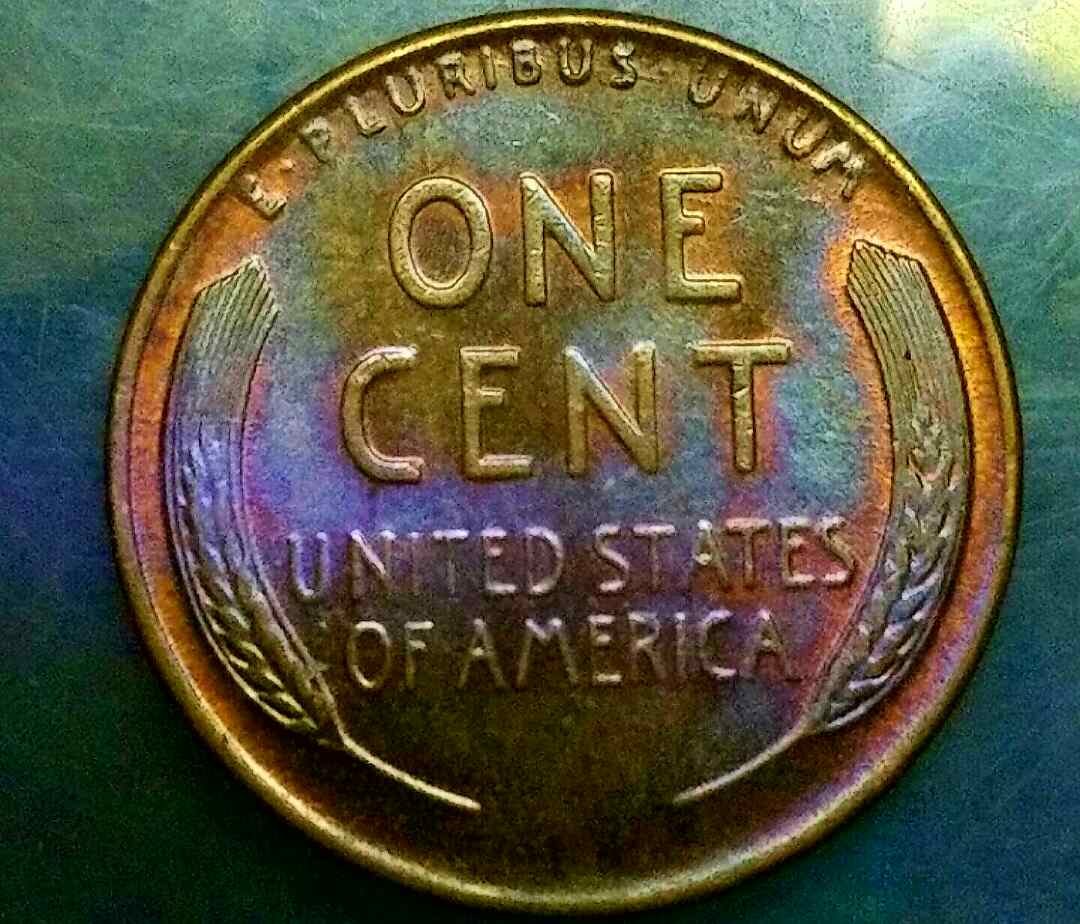 E · PLURIBUS · UNUM
ONE
CENT
UNITED STATES
OF AMERICA